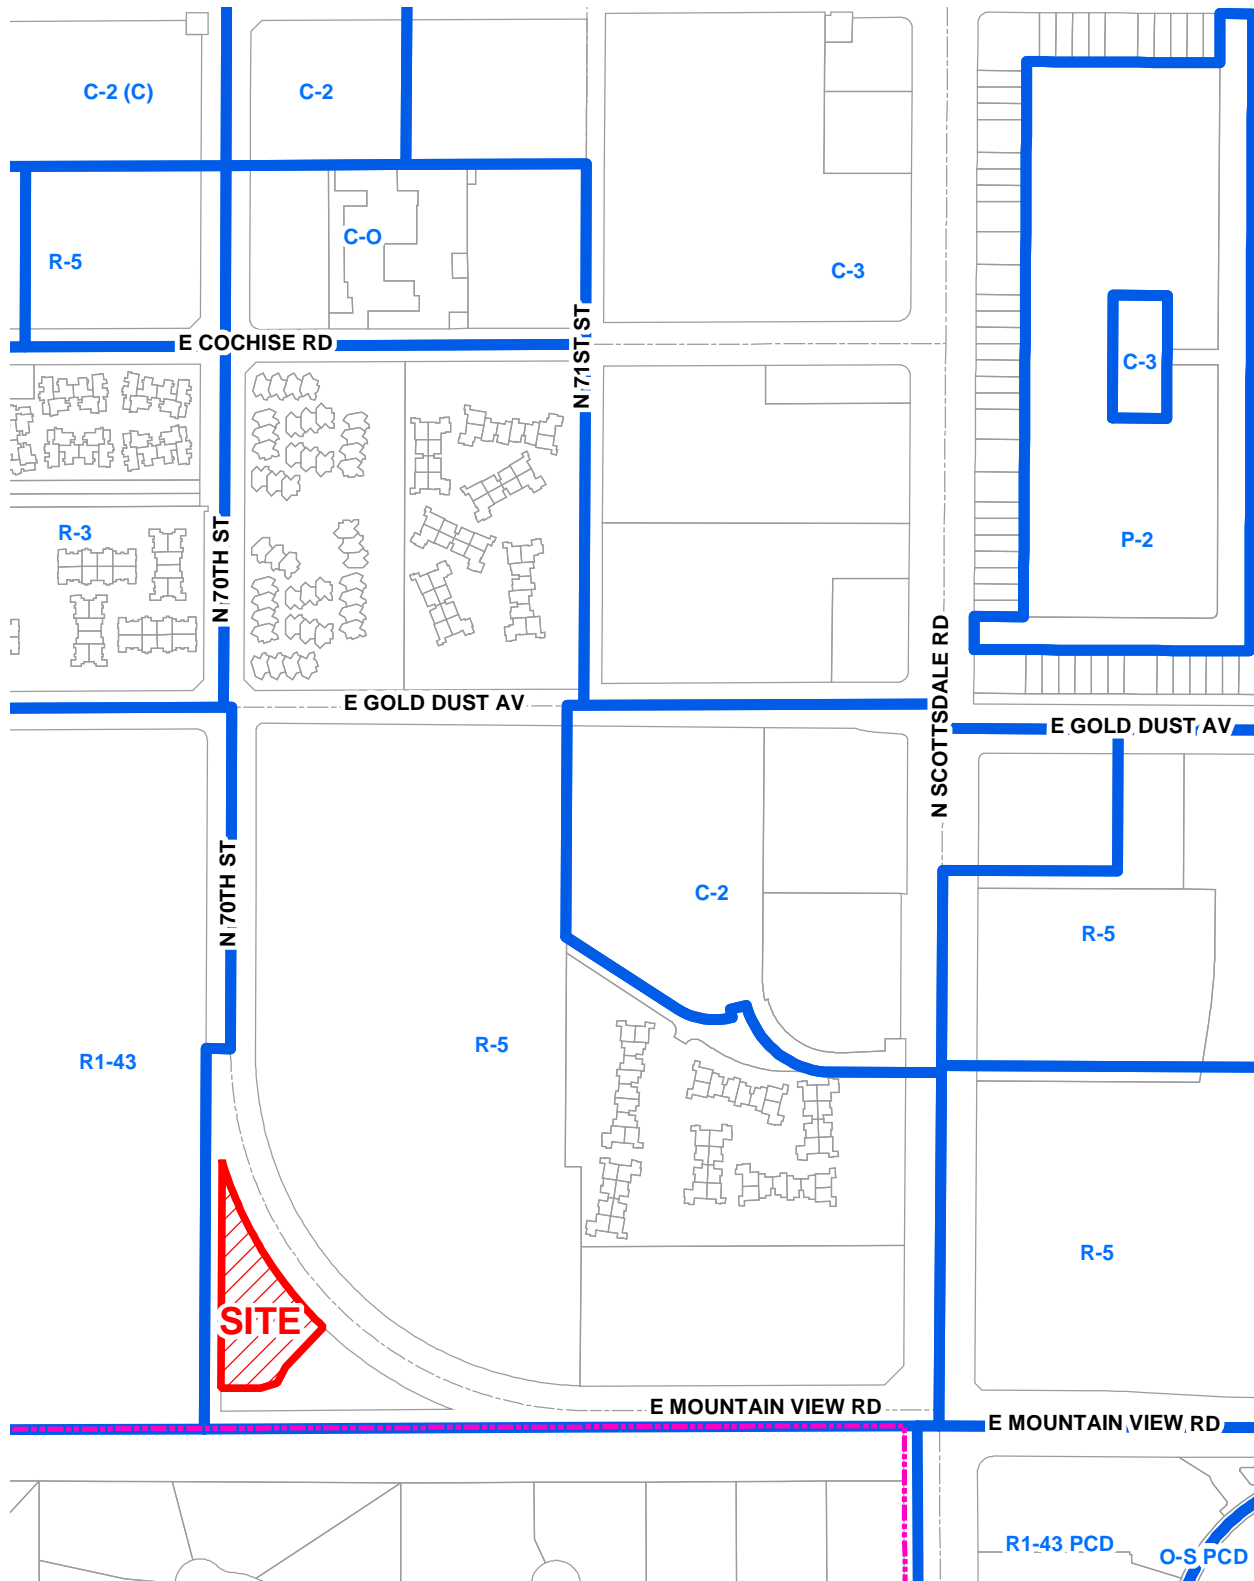 C-2 (C)
C-2
C-O
R-5
C-3
E COCHISE RD
N 71ST ST
C-3
R-3
N 70TH ST
P-2
E GOLD DUST AV
N SCOTTSDALE RD
E GOLD DUST AV
N 70TH ST
C-2
R-5
R1-43
R-5
R-5
SITE
E MOUNTAIN VIEW RD
E MOUNTAIN VIEW RD
R1-43 PCD
O-S PCD